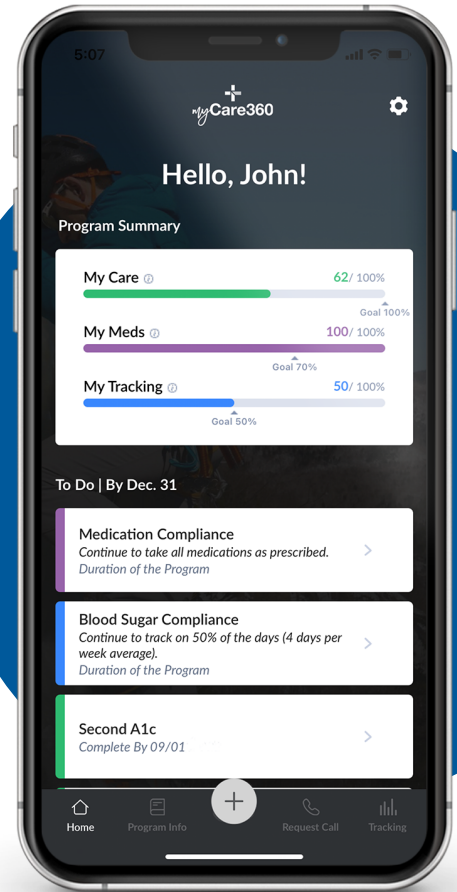 5:07
myCare360
Hello, John!
Program Summary
My Care 62/ 100%
Goal 100%
My Meds 100/ 100%
Goal 70%
My Tracking 50/ 100%
Goal 50%
To Do | By Dec. 31
Medication Compliance
Continue to take all medications as prescribed.
Duration of the Program
Blood Sugar Compliance
Continue to track on 50% of the days (4 days per
week average).
Duration of the Program
Second A1c
Complete By 09/01
Home Program Info Request Call Tracking